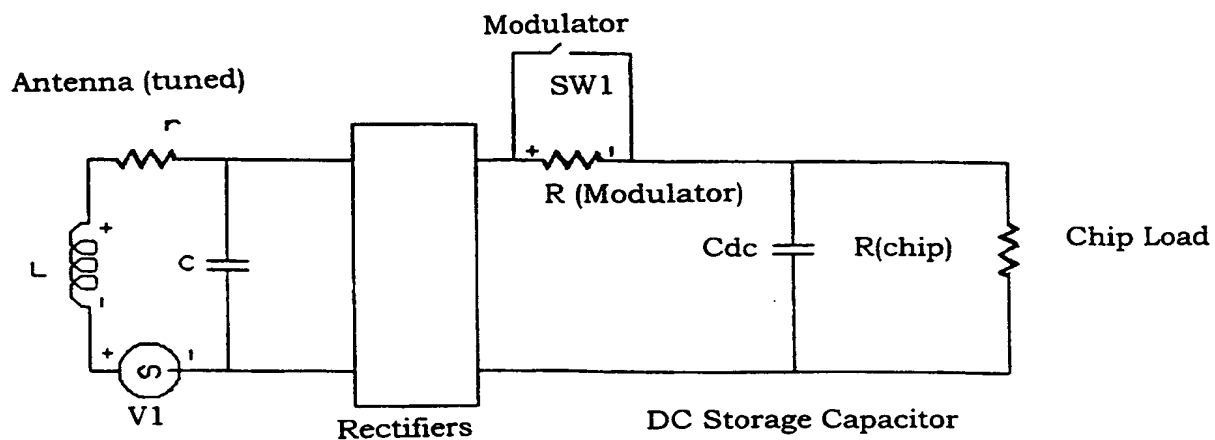 Modulator
Antenna (tuned)
SW1
r
+ -
R (Modulator)
+
L
-
C
Cdc
R(chip)
Chip Load
+ -
S
V1
Rectifiers
DC Storage Capacitor